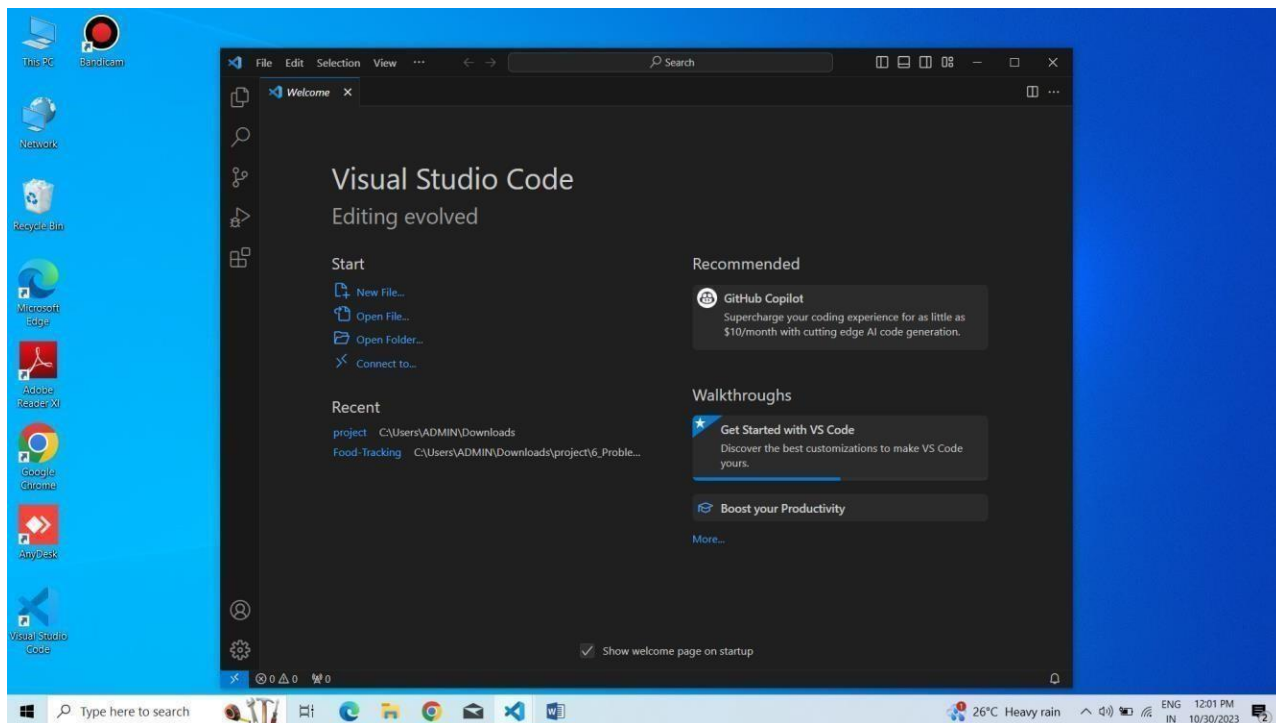 This PC
Bandicam
Network
Recycle Bin
Microsoft
Edge
Adobe
Reader XI
Google
Chrome
AnyDesk
Visual Studio
Code
File Edit Selection View ··· Search
Welcome
Visual Studio Code
Editing evolved
Start
New File...
Open File...
Open Folder...
Connect to...
Recent
project C:\Users\ADMIN\Downloads
Food-Tracking C:\Users\ADMIN\Downloads\project\6_Proble...
Recommended
GitHub Copilot
Supercharge your coding experience for as little as
$10/month with cutting edge AI code generation.
Walkthroughs
Get Started with VS Code
Discover the best customizations to make VS Code
yours.
Boost your Productivity
More...
Show welcome page on startup
0 0 0
Type here to search
26°C Heavy rain
ENG
IN
12:01 PM
10/30/2023